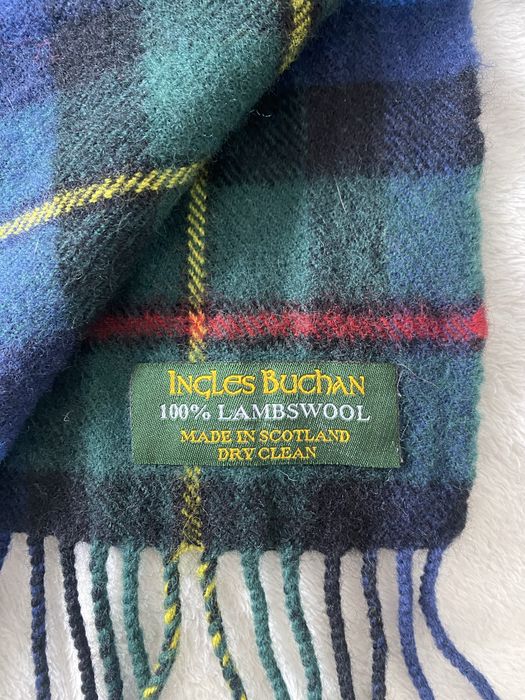 INGLES BUCHAN
100% LAMBSWOOL
MADE IN SCOTLAND
DRY CLEAN